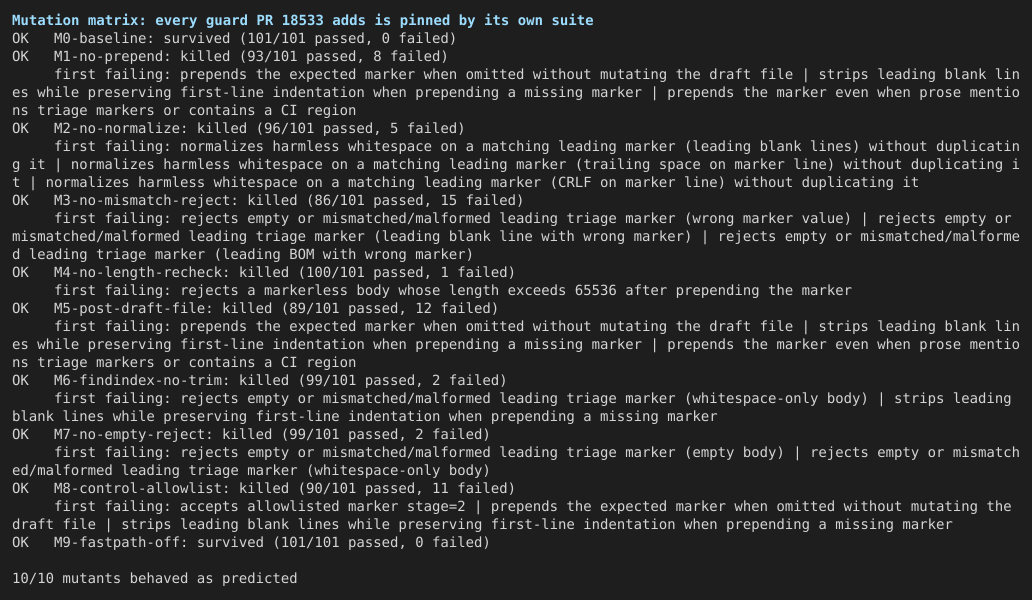 Mutation matrix: every guard PR 18533 adds is pinned by its own suite
OK   M0-baseline: survived (101/101 passed, 0 failed)
OK   M1-no-prepend: killed (93/101 passed, 8 failed)
     first failing: prepends the expected marker when omitted without mutating the draft file | strips leading blank lin
es while preserving first-line indentation when prepending a missing marker | prepends the marker even when prose mentio
ns triage markers or contains a CI region
OK   M2-no-normalize: killed (96/101 passed, 5 failed)
     first failing: normalizes harmless whitespace on a matching leading marker (leading blank lines) without duplicatin
g it | normalizes harmless whitespace on a matching leading marker (trailing space on marker line) without duplicating i
t | normalizes harmless whitespace on a matching leading marker (CRLF on marker line) without duplicating it
OK   M3-no-mismatch-reject: killed (86/101 passed, 15 failed)
     first failing: rejects empty or mismatched/malformed leading triage marker (wrong marker value) | rejects empty or
mismatched/malformed leading triage marker (leading blank line with wrong marker) | rejects empty or mismatched/malforme
d leading triage marker (leading BOM with wrong marker)
OK   M4-no-length-recheck: killed (100/101 passed, 1 failed)
     first failing: rejects a markerless body whose length exceeds 65536 after prepending the marker
OK   M5-post-draft-file: killed (89/101 passed, 12 failed)
     first failing: prepends the expected marker when omitted without mutating the draft file | strips leading blank lin
es while preserving first-line indentation when prepending a missing marker | prepends the marker even when prose mentio
ns triage markers or contains a CI region
OK   M6-findindex-no-trim: killed (99/101 passed, 2 failed)
     first failing: rejects empty or mismatched/malformed leading triage marker (whitespace-only body) | strips leading
blank lines while preserving first-line indentation when prepending a missing marker
OK   M7-no-empty-reject: killed (99/101 passed, 2 failed)
     first failing: rejects empty or mismatched/malformed leading triage marker (empty body) | rejects empty or mismatch
ed/malformed leading triage marker (whitespace-only body)
OK   M8-control-allowlist: killed (90/101 passed, 11 failed)
     first failing: accepts allowlisted marker stage=2 | prepends the expected marker when omitted without mutating the
draft file | strips leading blank lines while preserving first-line indentation when prepending a missing marker
OK   M9-fastpath-off: survived (101/101 passed, 0 failed)
10/10 mutants behaved as predicted